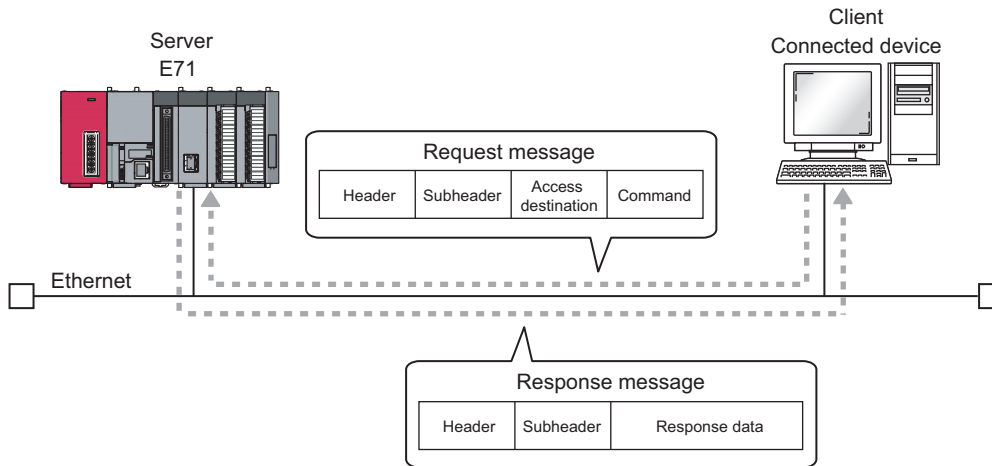 Server
E71
Client
Connected device
Request message
Header
Subheader
Access
destination
Command
Ethernet
Response message
Header
Subheader
Response data